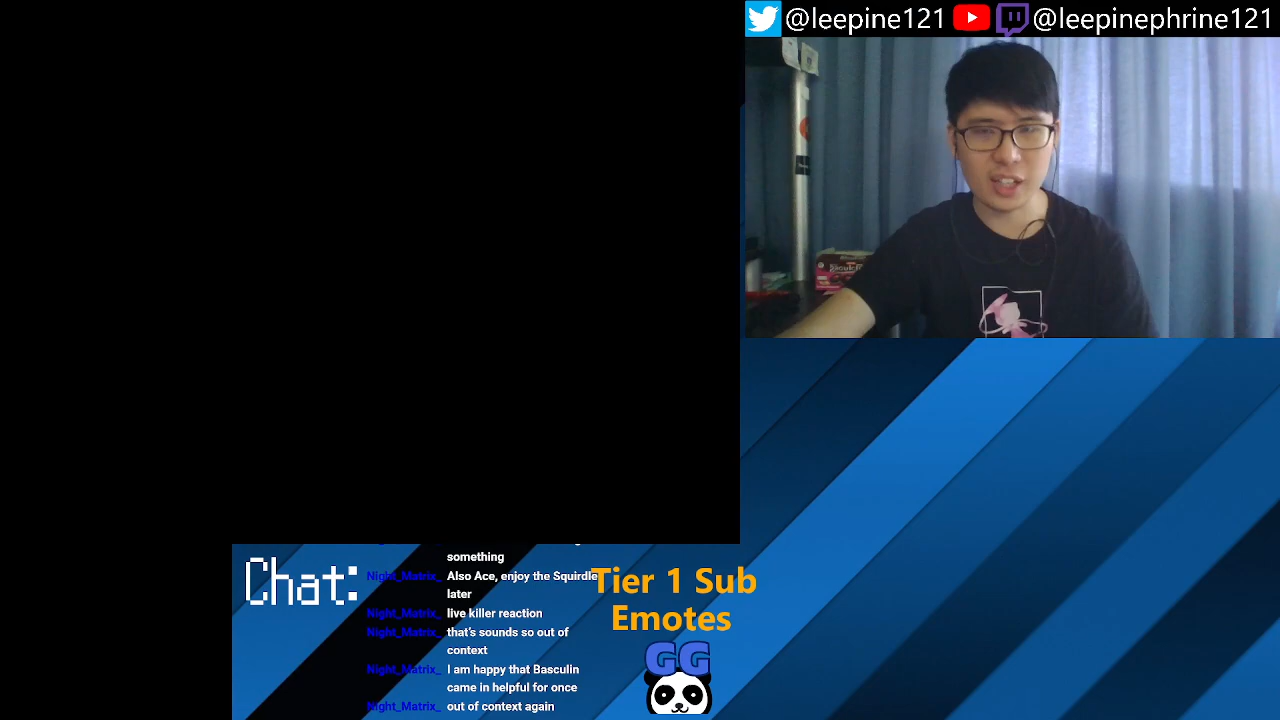 @leepine121 @leepinephrine121
Chat:
something
Night_Matrix_ Also Ace, enjoy the Squirdle
later
Night_Matrix_ live killer reaction
Night_Matrix_ that's sounds so out of
context
Night_Matrix_ I am happy that Basculin
came in helpful for once
Night_Matrix_ out of context again
Tier 1 Sub
Emotes
GG